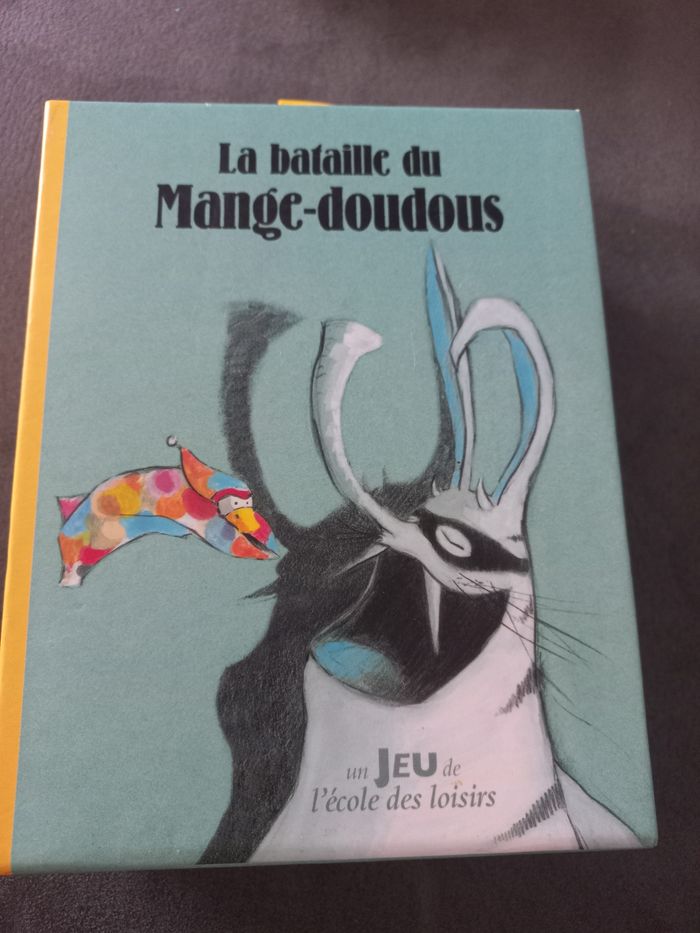 La bataille du
Mange-doudous
un JEU de
l'école des loisirs